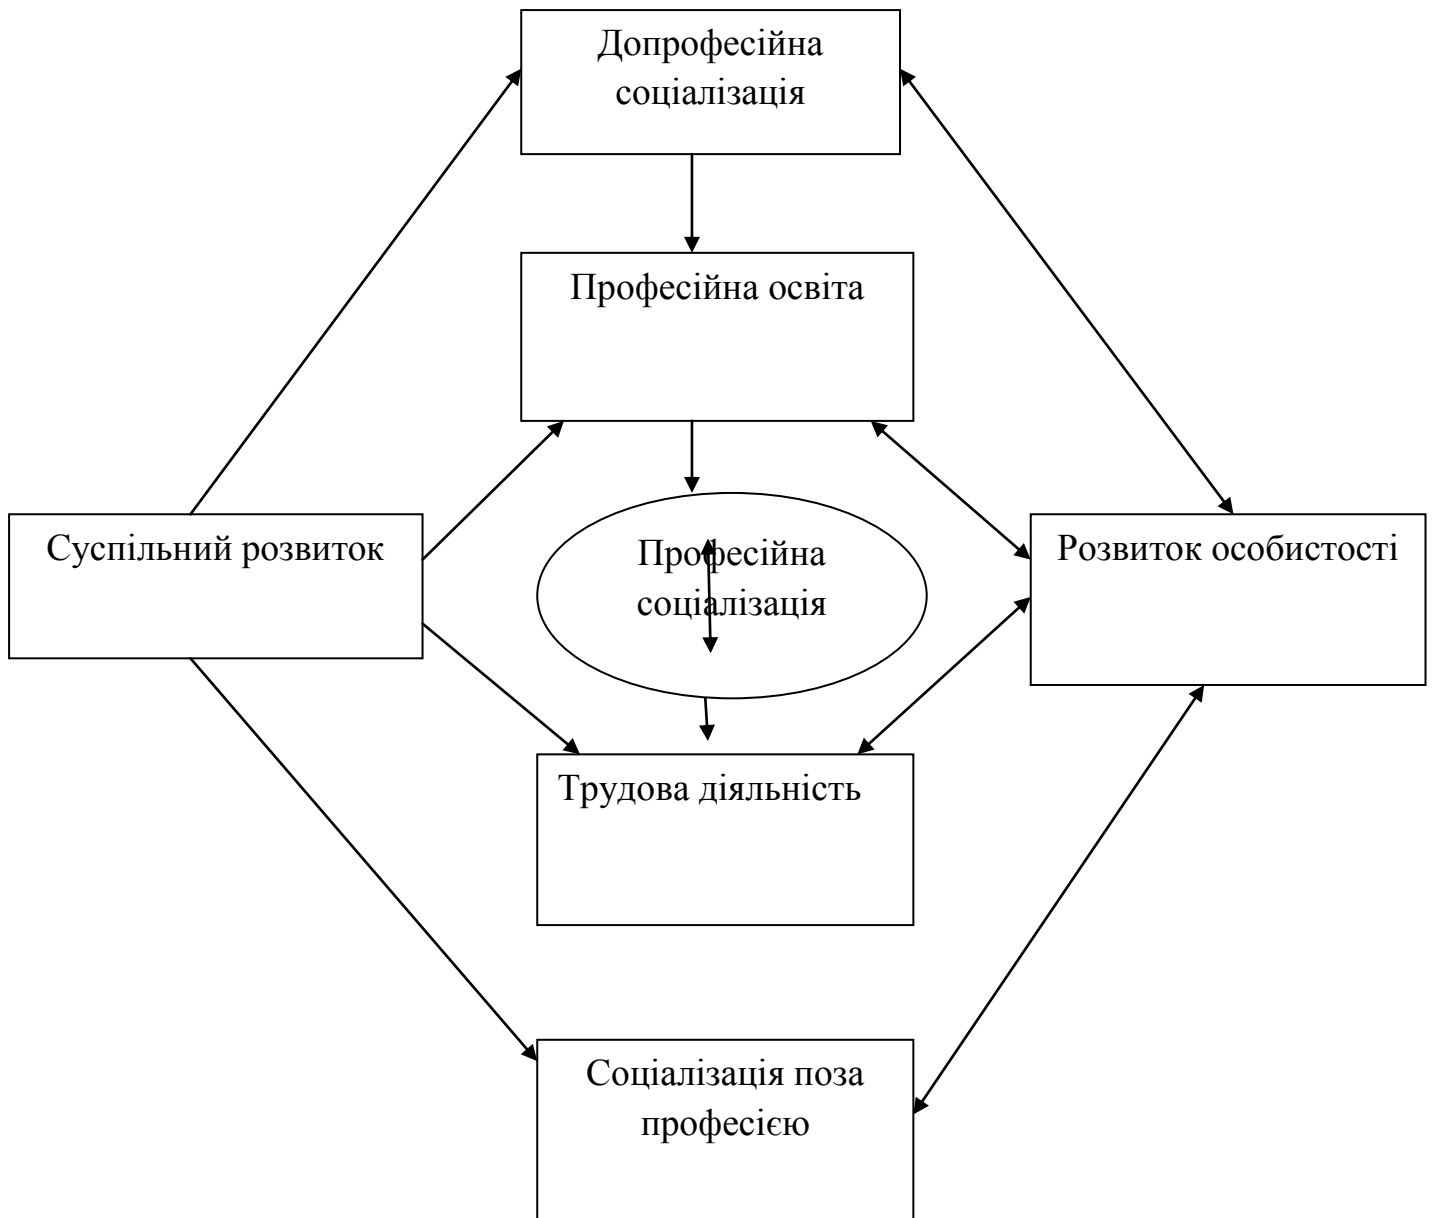 Допрофесійна
соціалізація
Професійна освіта
Суспільний розвиток
Професійна
соціалізація
Розвиток особистості
Трудова діяльність
Соціалізація поза
професією